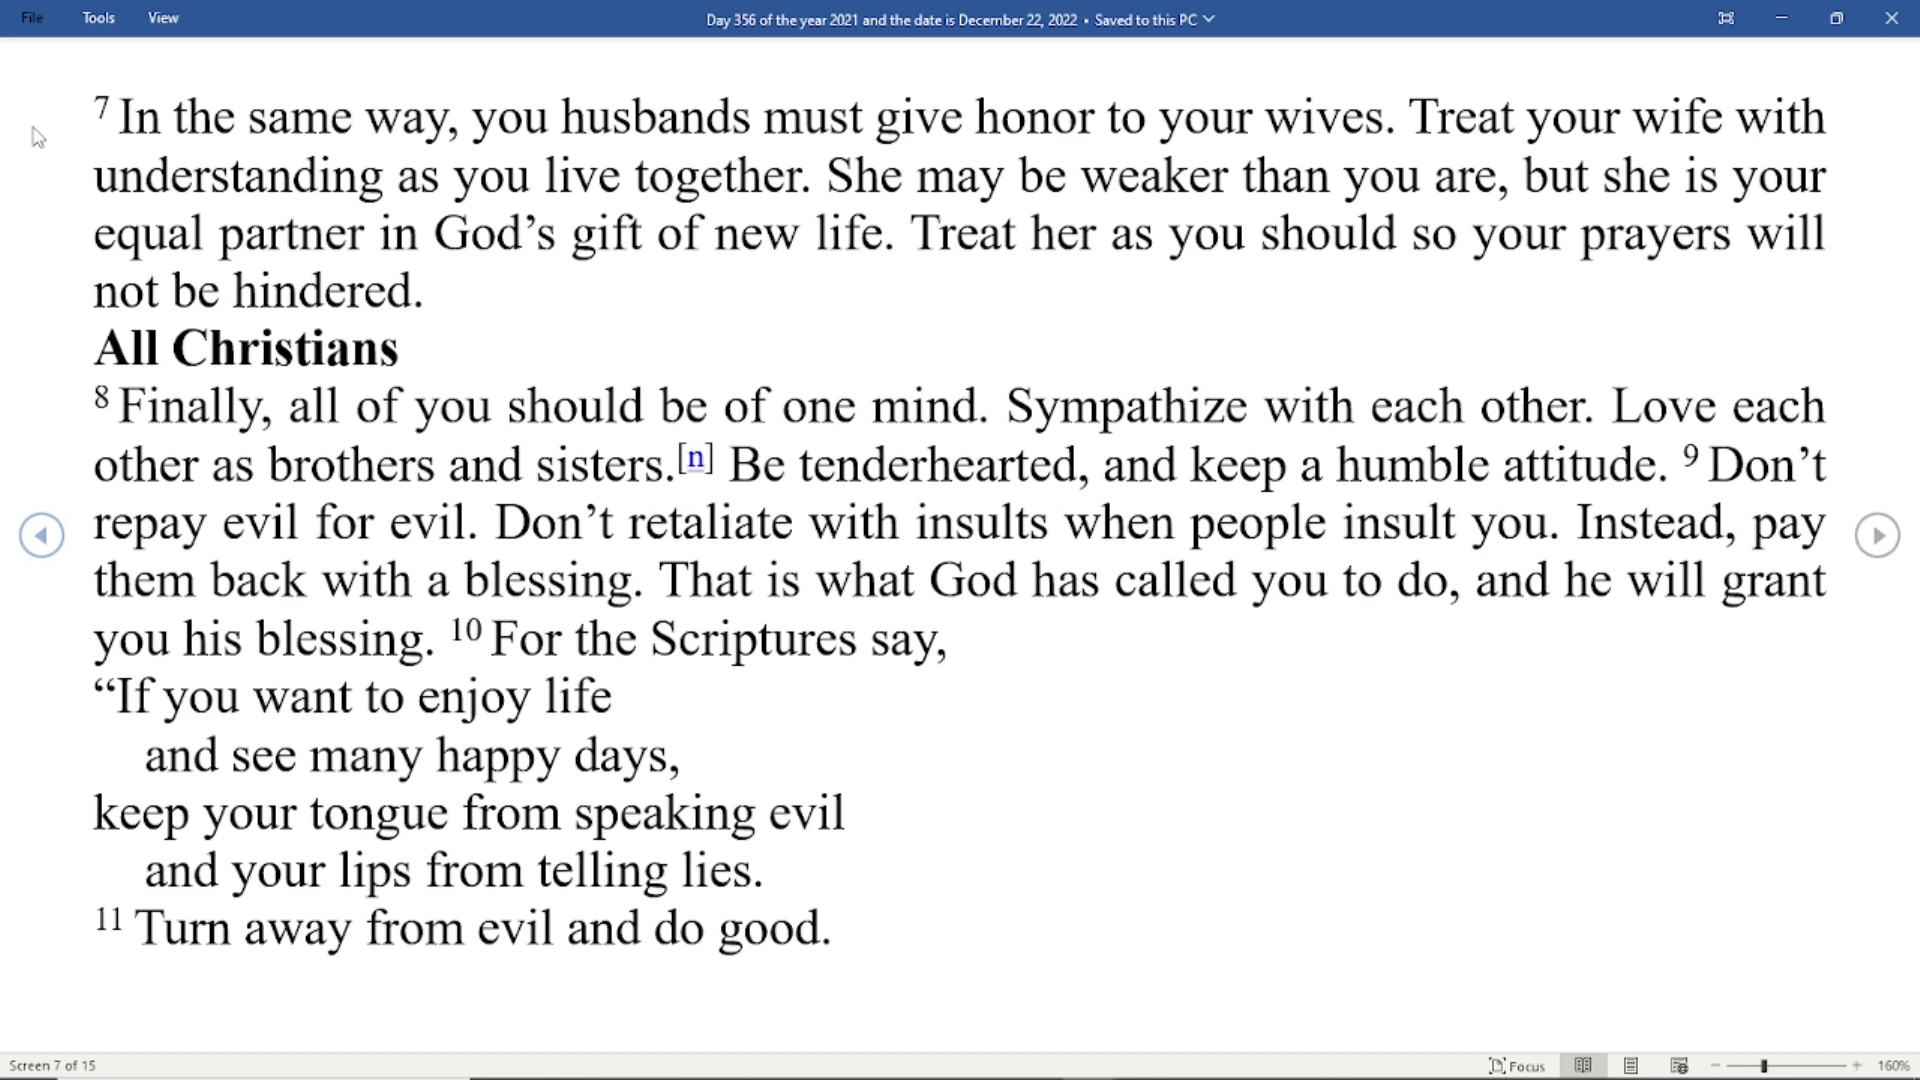 File Tools View Day 356 of the year 2021 and the date is December 22, 2022 • Saved to this PC
7 In the same way, you husbands must give honor to your wives. Treat your wife with
understanding as you live together. She may be weaker than you are, but she is your
equal partner in God’s gift of new life. Treat her as you should so your prayers will
not be hindered.
All Christians
8 Finally, all of you should be of one mind. Sympathize with each other. Love each
other as brothers and sisters.[n] Be tenderhearted, and keep a humble attitude. 9 Don’t
repay evil for evil. Don’t retaliate with insults when people insult you. Instead, pay
them back with a blessing. That is what God has called you to do, and he will grant
you his blessing. 10 For the Scriptures say,
“If you want to enjoy life
and see many happy days,
keep your tongue from speaking evil
and your lips from telling lies.
11 Turn away from evil and do good.
Screen 7 of 15 Focus 160%